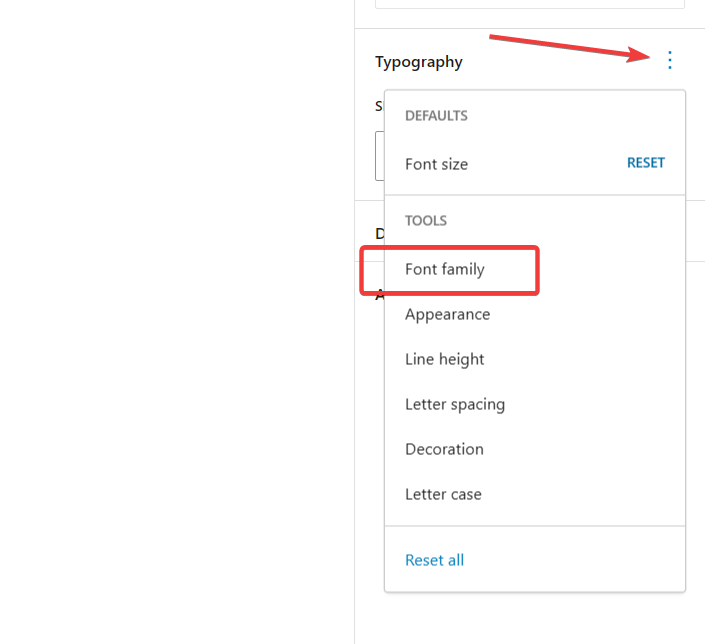 Typography
DEFAULTS
Font size RESET
TOOLS
Font family
Appearance
Line height
Letter spacing
Decoration
Letter case
Reset all